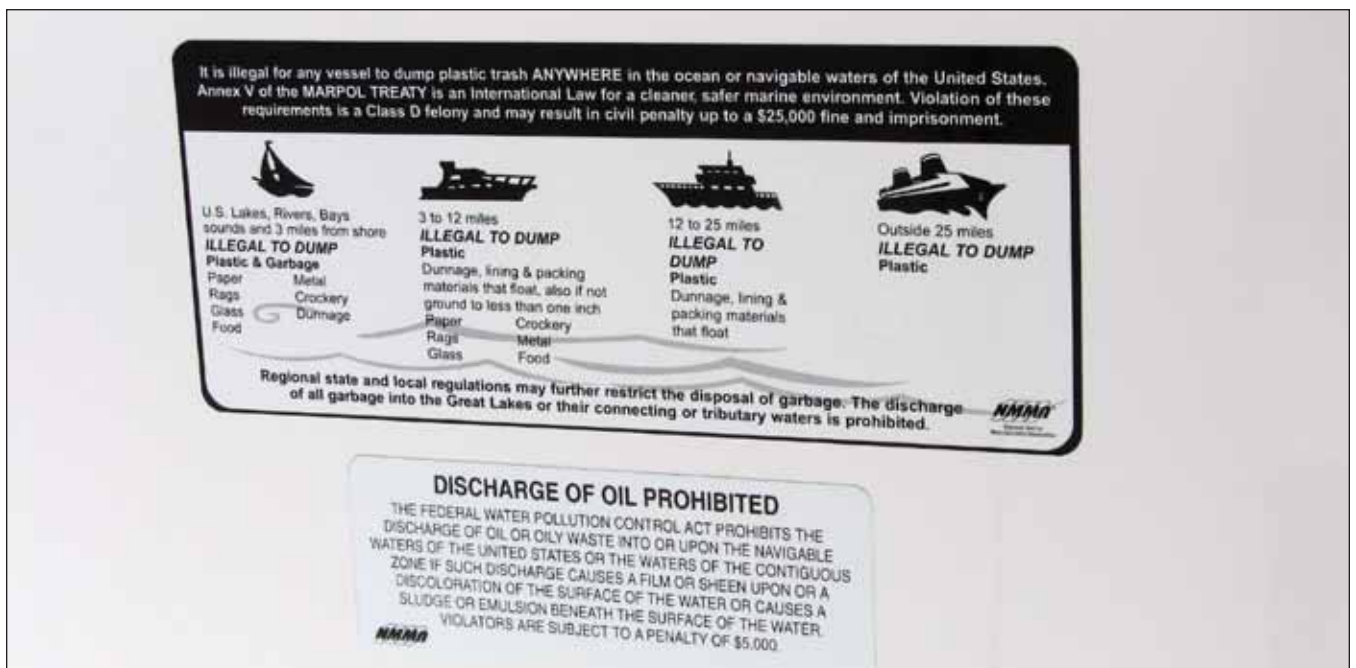 It is illegal for any vessel to dump plastic trash ANYWHERE in the ocean or navigable waters of the United States.
Annex V of the MARPOL TREATY is an International Law for a cleaner, safer marine environment. Violation of these
requirements is a Class D felony and may result in civil penalty up to a $25,000 fine and imprisonment.
U.S. Lakes, Rivers, Bays
sounds and 3 miles from shore
ILLEGAL TO DUMP
Plastic & Garbage
Paper Metal
Rags Crockery
Glass Dunnage
Food
3 to 12 miles
ILLEGAL TO DUMP
Plastic
Dunnage, lining & packing
materials that float, also if not
ground to less than one inch
Paper Crockery
Rags Metal
Glass Food
12 to 25 miles
ILLEGAL TO
DUMP
Plastic
Dunnage, lining &
packing materials
that float
Outside 25 miles
ILLEGAL TO DUMP
Plastic
Regional state and local regulations may further restrict the disposal of garbage. The discharge
of all garbage into the Great Lakes or their connecting or tributary waters is prohibited.
NMMA
DISCHARGE OF OIL PROHIBITED
THE FEDERAL WATER POLLUTION CONTROL ACT PROHIBITS THE
DISCHARGE OF OIL OR OILY WASTE INTO OR UPON THE NAVIGABLE
WATERS OF THE UNITED STATES OR THE WATERS OF THE CONTIGUOUS
ZONE IF SUCH DISCHARGE CAUSES A FILM OR SHEEN UPON OR A
DISCOLORATION OF THE SURFACE OF THE WATER OR CAUSES A
SLUDGE OR EMULSION BENEATH THE SURFACE OF THE WATER.
VIOLATORS ARE SUBJECT TO A PENALTY OF $5,000.
NMMA